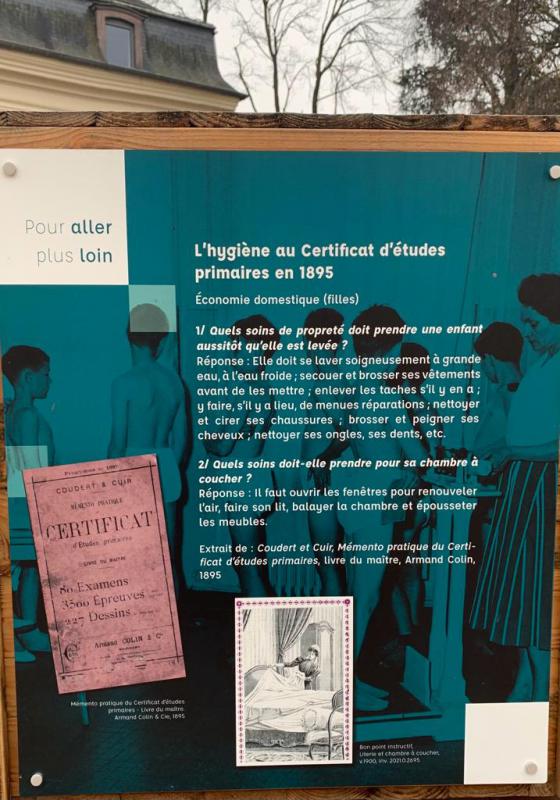 Pour aller
plus loin
L'hygiène au Certificat d'études
primaires en 1895
Économie domestique (filles)
1/ Quels soins de propreté doit prendre une enfant
aussitôt qu'elle est levée ?
Réponse : Elle doit se laver soigneusement à grande
eau, à l'eau froide ; secouer et brosser ses vêtements
avant de les mettre ; enlever les taches s'il y en a ;
y faire, s'il y a lieu, de menues réparations ; nettoyer
et cirer ses chaussures ; brosser et peigner ses
cheveux ; nettoyer ses ongles, ses dents, etc.
2/ Quels soins doit-elle prendre pour sa chambre à
coucher ?
Réponse : Il faut ouvrir les fenêtres pour renouveler
l'air, faire son lit, balayer la chambre et épousseter
les meubles.
Extrait de : Coudert et Cuir, Mémento pratique du Certi-
ficat d'études primaires, livre du maître, Armand Colin,
1895
COUDERT & CUIR
MÉMENTO PRATIQUE
CERTIFICAT
d'Études primaires
LIVRE DU MAITRE
80 Examens
3500 Épreuves
227 Dessins
Armand COLIN & Cie
Mémento pratique du Certificat d'études
primaires - Livre du maître.
Armand Colin & Cie, 1895
Bon point instructif,
Literie et chambre à coucher,
v.1900, inv. 2021.0.2695